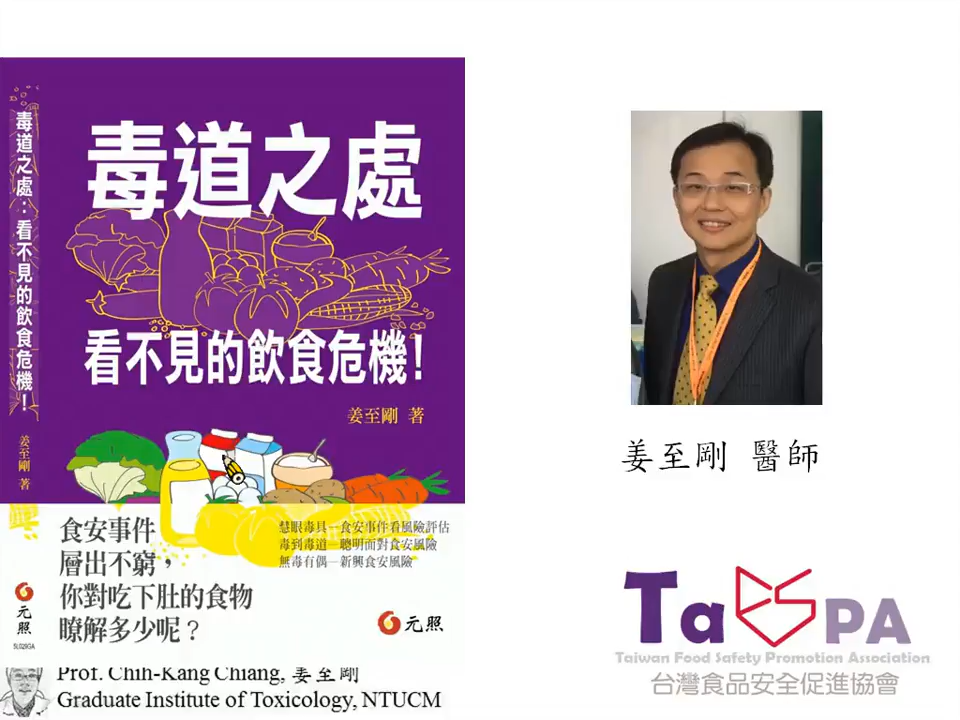 毒道之處：看不見的飲食危機！
姜至剛 著
元照
5L026GA
毒道之處
看不見的飲食危機！
姜至剛 著
食安事件
層出不窮，
你對吃下肚的食物
瞭解多少呢？
慧眼毒具—食安事件看風險評估
毒到毒道—聰明面對食安風險
無毒有偶—新興食安風險
元照
Prof. Chih-Kang Chiang, 姜至剛
Graduate Institute of Toxicology, NTUCM
姜至剛 醫師
TaFSPA
Taiwan Food Safety Promotion Association
台灣食品安全促進協會